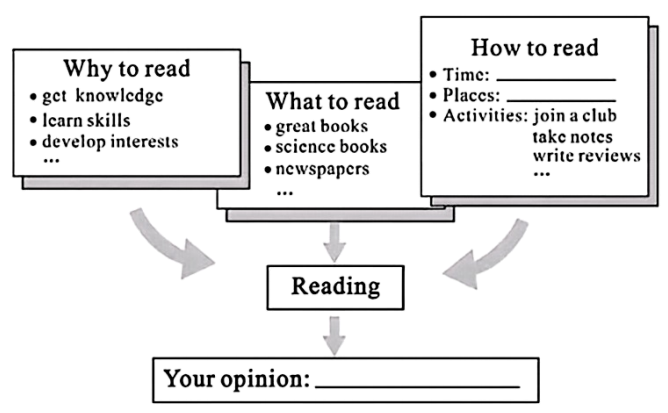 Why to read
• get knowledge
• learn skills
• develop interests
...
What to read
• great books
• science books
• newspapers
...
How to read
• Time: ____________
• Places: ____________
• Activities: join a club
take notes
write reviews
...
Reading
Your opinion: ____________________